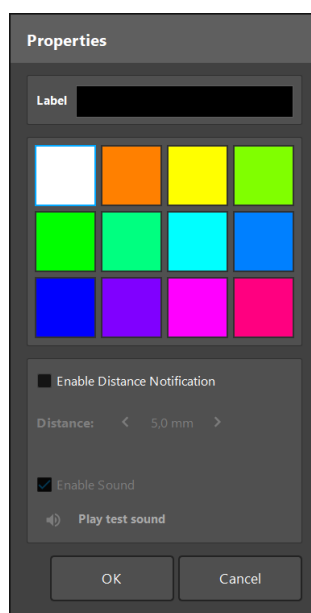 Properties
Label
Enable Distance Notification
Distance: < 5,0 mm >
Enable Sound
Play test sound
OK Cancel